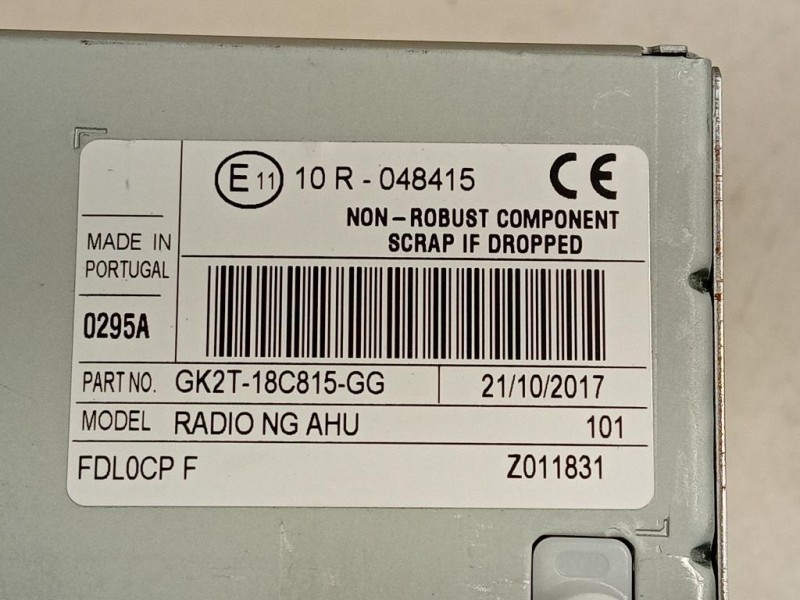 E 11 10 R - 048415 CE
NON-ROBUST COMPONENT
SCRAP IF DROPPED
MADE IN
PORTUGAL
0295A
PART NO. GK2T-18C815-GG 21/10/2017
MODEL RADIO NG AHU 101
FDL0CP F Z011831